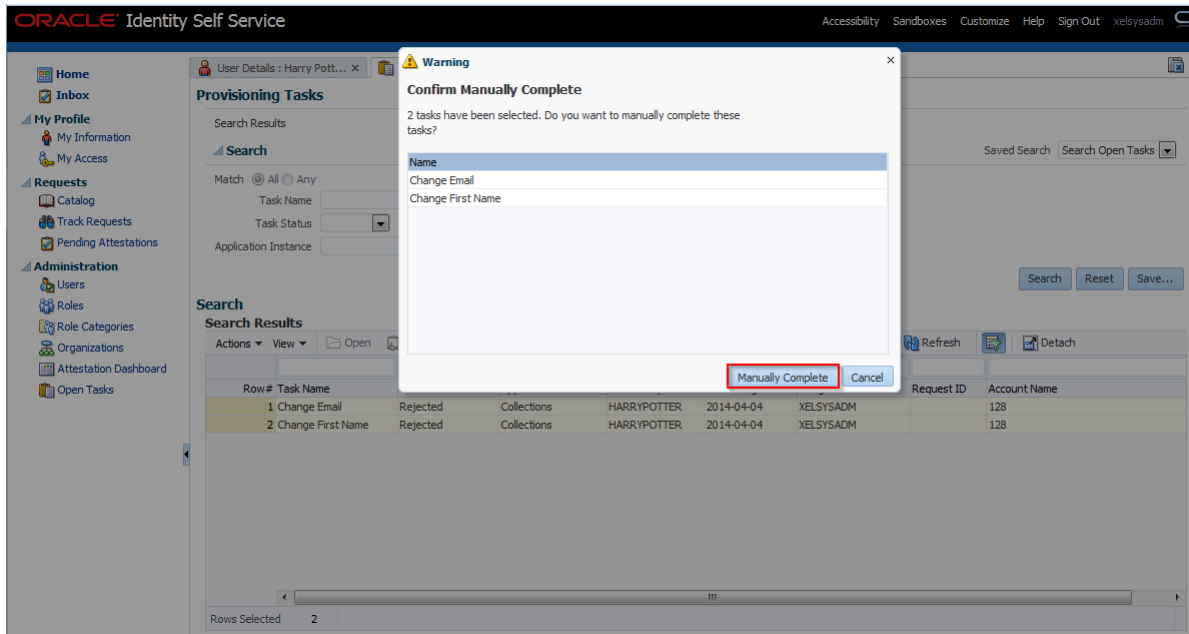 ORACLE® Identity Self Service
Accessibility Sandboxes Customize Help Sign Out xelsysadm
Home
Inbox
My Profile
My Information
My Access
Requests
Catalog
Track Requests
Pending Attestations
Administration
Users
Roles
Role Categories
Organizations
Attestation Dashboard
Open Tasks
User Details : Harry Pott... ×
Provisioning Tasks
Search Results
Search
Saved Search Search Open Tasks
Match All Any
Task Name
Task Status
Application Instance
Search Reset Save...
Warning ×
Confirm Manually Complete
2 tasks have been selected. Do you want to manually complete these
tasks?
Name
Change Email
Change First Name
Manually Complete Cancel
Search
Search Results
Actions View Open Refresh Detach
Row# Task Name Request ID Account Name
1 Change Email Rejected Collections HARRYPOTTER 2014-04-04 XELSYSADM 128
2 Change First Name Rejected Collections HARRYPOTTER 2014-04-04 XELSYSADM 128
Rows Selected 2